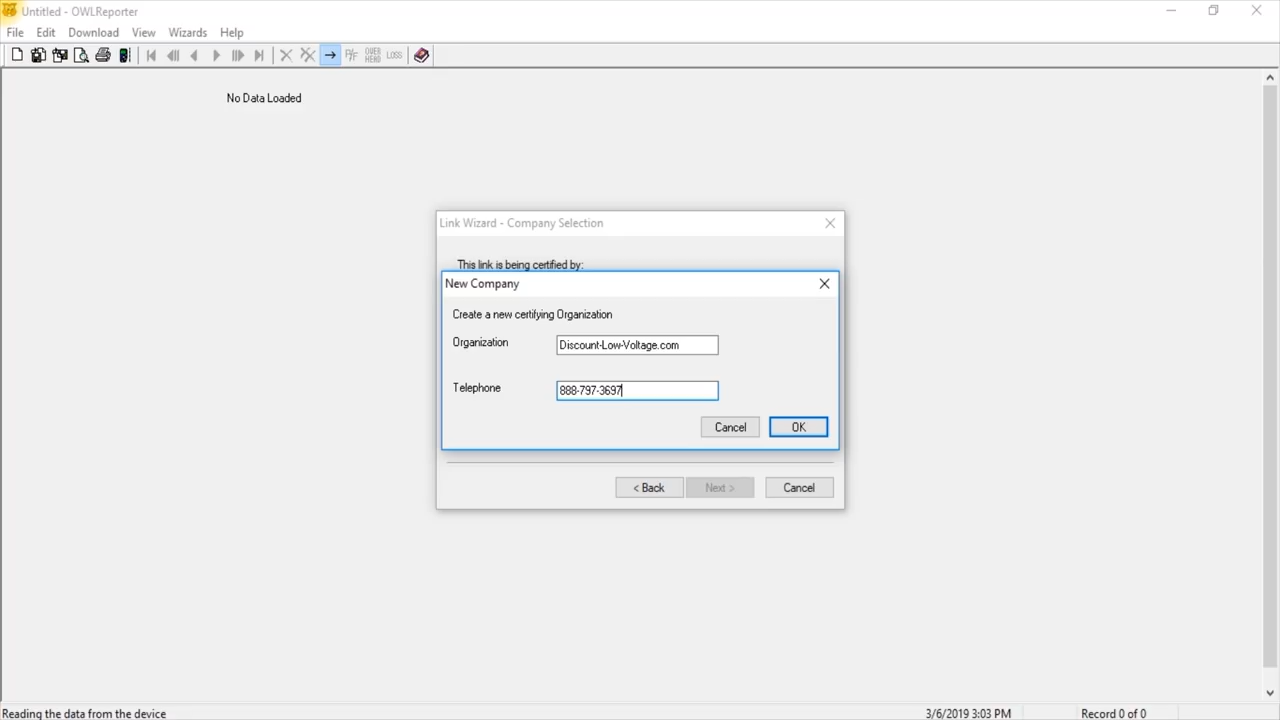 Untitled - OWLReporter
File Edit Download View Wizards Help
P/F OVER HEAD LOSS
No Data Loaded
Link Wizard - Company Selection
This link is being certified by:
New Company
Create a new certifying Organization
Organization Discount-Low-Voltage.com
Telephone 888-797-3697
Cancel OK
< Back Next > Cancel
Reading the data from the device 3/6/2019 3:03 PM Record 0 of 0